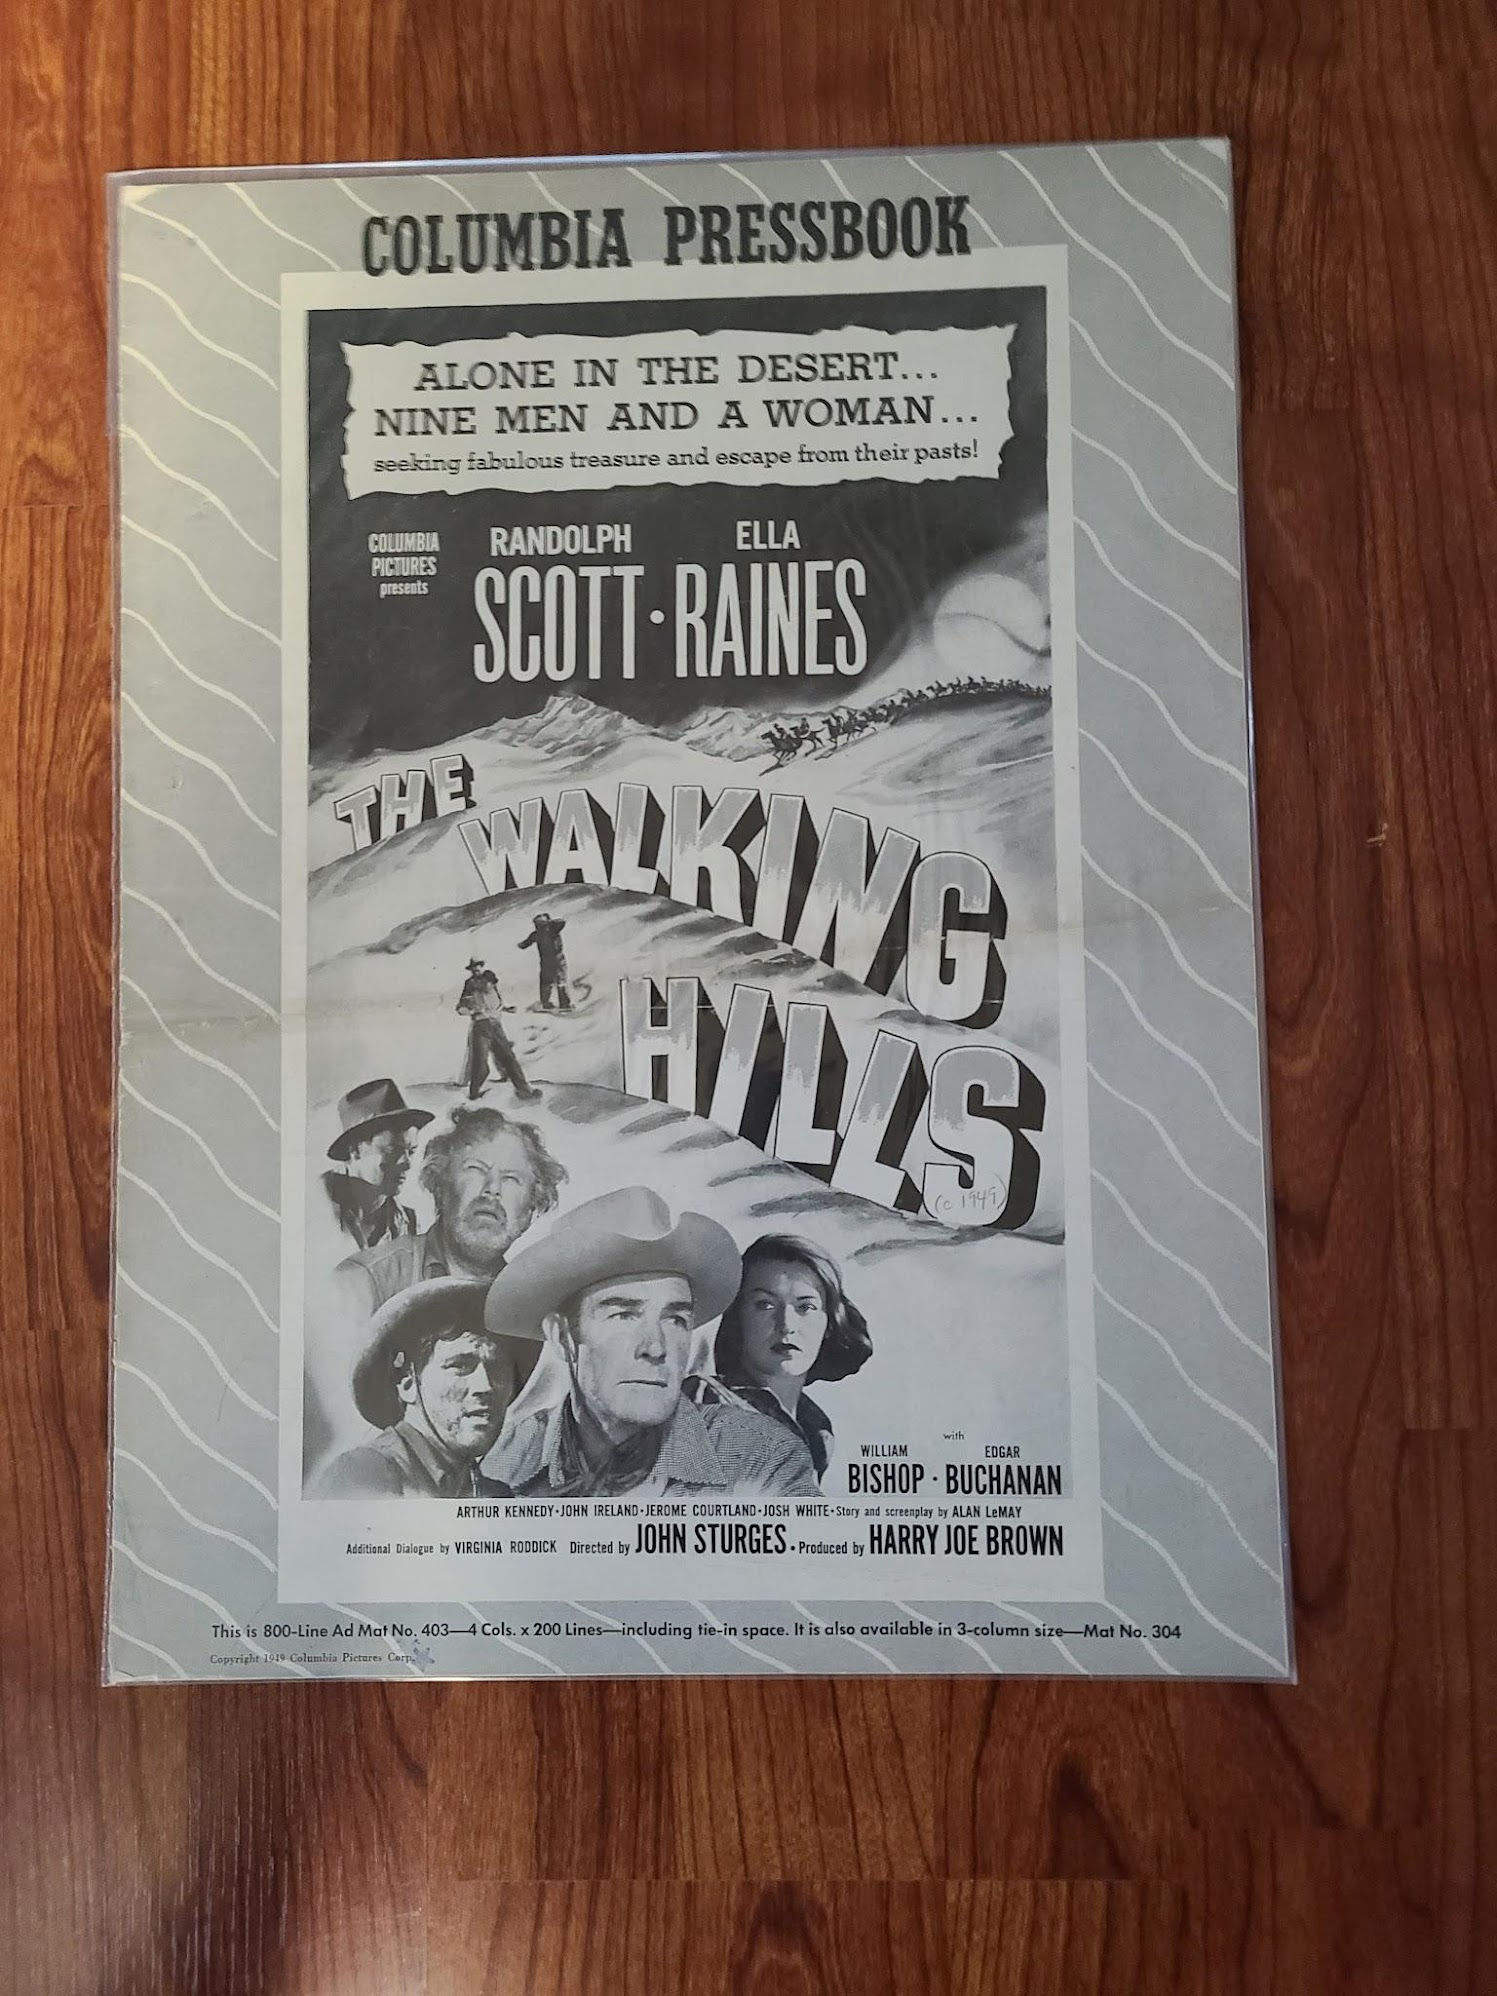 COLUMBIA PRESSBOOK
ALONE IN THE DESERT...
NINE MEN AND A WOMAN...
seeking fabulous treasure and escape from their pasts!
COLUMBIA
PICTURES
presents
RANDOLPH
SCOTT •
ELLA
RAINES
THE
WALKING
HILLS
(c 1949)
with
WILLIAM
BISHOP •
EDGAR
BUCHANAN
ARTHUR KENNEDY • JOHN IRELAND • JEROME COURTLAND • JOSH WHITE • Story and screenplay by ALAN LeMAY
Additional Dialogue by VIRGINIA RODDICK Directed by JOHN STURGES • Produced by HARRY JOE BROWN
This is 800-Line Ad Mat No. 403—4 Cols. x 200 Lines—including tie-in space. It is also available in 3-column size—Mat No. 304
Copyright 1949 Columbia Pictures Corp.